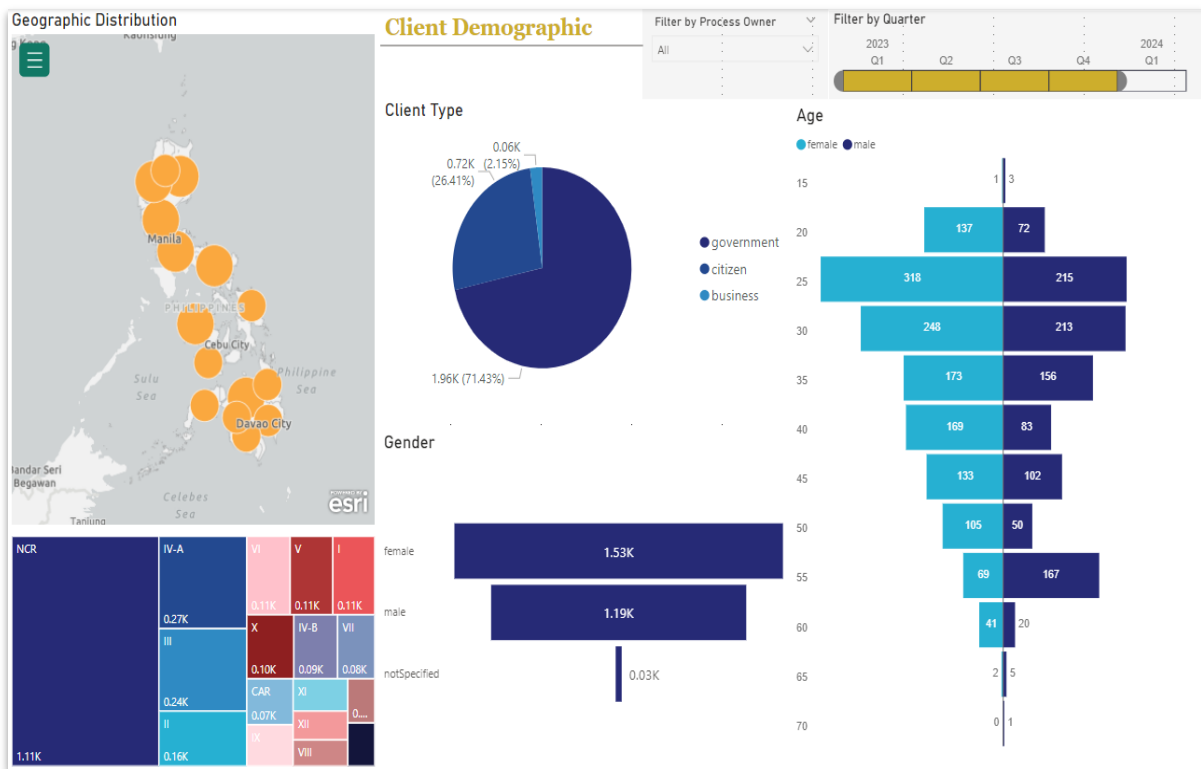 Geographic Distribution
Kaohsiung
Manila
PHILIPPINES
Cebu City
Sulu
Sea
Philippine
Sea
Davao City
Bandar Seri
Begawan
Celebes
Sea
Tanjung
POWERED BY
esri
NCR
1.11K
IV-A
0.27K
III
0.24K
II
0.16K
VI
0.11K
V
0.11K
I
0.11K
X
0.10K
IV-B
0.09K
VII
0.08K
CAR
0.07K
IX
XI
XII
VIII
0....
Client Demographic
Filter by Process Owner
All
Filter by Quarter
2023 2024
Q1 Q2 Q3 Q4 Q1
Client Type
0.06K
(2.15%)
0.72K
(26.41%)
1.96K (71.43%)
government
citizen
business
Gender
female 1.53K
male 1.19K
notSpecified 0.03K
Age
female male
15 1 3
20 137 72
25 318 215
30 248 213
35 173 156
40 169 83
45 133 102
50 105 50
55 69 167
60 41 20
65 2 5
70 0 1